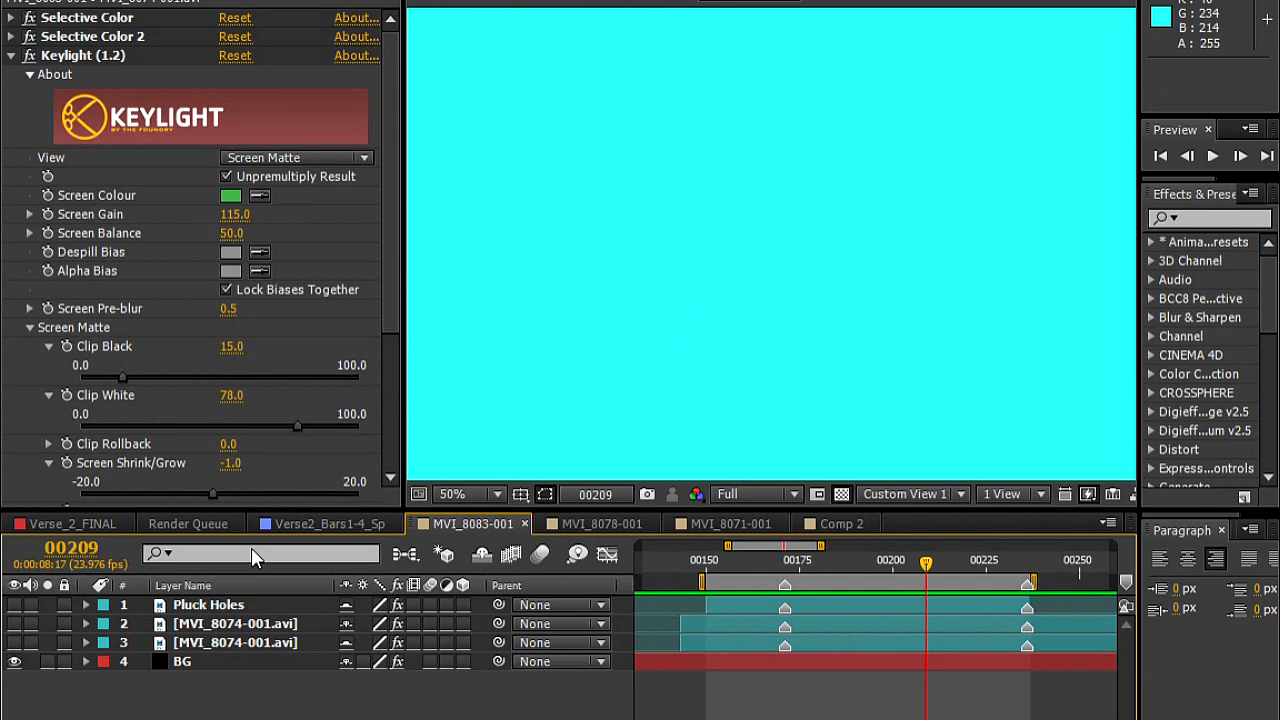 Selective Color Reset About...
Selective Color 2 Reset About...
Keylight (1.2) Reset About...
About
KEYLIGHT
BY THE FOUNDRY
View Screen Matte
Unpremultiply Result
Screen Colour
Screen Gain 115.0
Screen Balance 50.0
Despill Bias
Alpha Bias
Lock Biases Together
Screen Pre-blur 0.5
Screen Matte
Clip Black 15.0
0.0 100.0
Clip White 78.0
0.0 100.0
Clip Rollback 0.0
Screen Shrink/Grow -1.0
-20.0 20.0
50% 00209 Full Custom View 1 1 View
G: 234
B: 214
A: 255
Preview
Effects & Prese
* Anima...resets
3D Channel
Audio
BCC8 Pe...ctive
Blur & Sharpen
Channel
CINEMA 4D
Color C...ction
CROSSPHERE
Digieff...ge v2.5
Digieff...um v2.5
Distort
Express...ontrols
Verse_2_FINAL Render Queue Verse2_Bars1-4_Sp MVI_8083-001 MVI_8078-001 MVI_8071-001 Comp 2
00209
0:00:08:17 (23.976 fps)
00150 00175 00200 00225 00250
# Layer Name Parent
1 Pluck Holes None
2 [MVI_8074-001.avi] None
3 [MVI_8074-001.avi] None
4 BG None
Paragraph
0 px 0 px
0 px 0 px